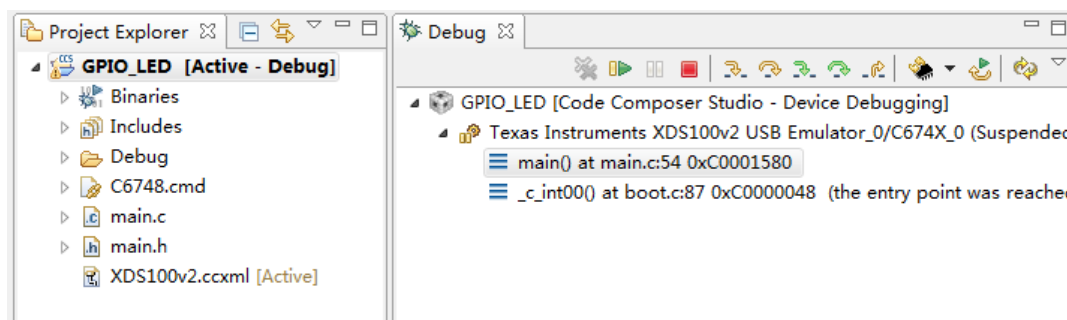 Project Explorer
GPIO_LED [Active - Debug]
Binaries
Includes
Debug
C6748.cmd
main.c
main.h
XDS100v2.ccxml [Active]
Debug
GPIO_LED [Code Composer Studio - Device Debugging]
Texas Instruments XDS100v2 USB Emulator_0/C674X_0 (Suspended
main() at main.c:54 0xC0001580
_c_int00() at boot.c:87 0xC0000048 (the entry point was reache